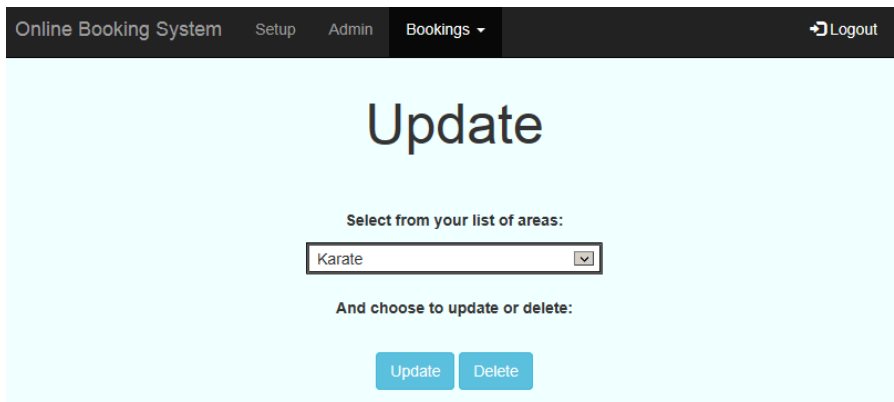 Online Booking System Setup Admin Bookings Logout
Update
Select from your list of areas:
Karate
And choose to update or delete:
Update Delete